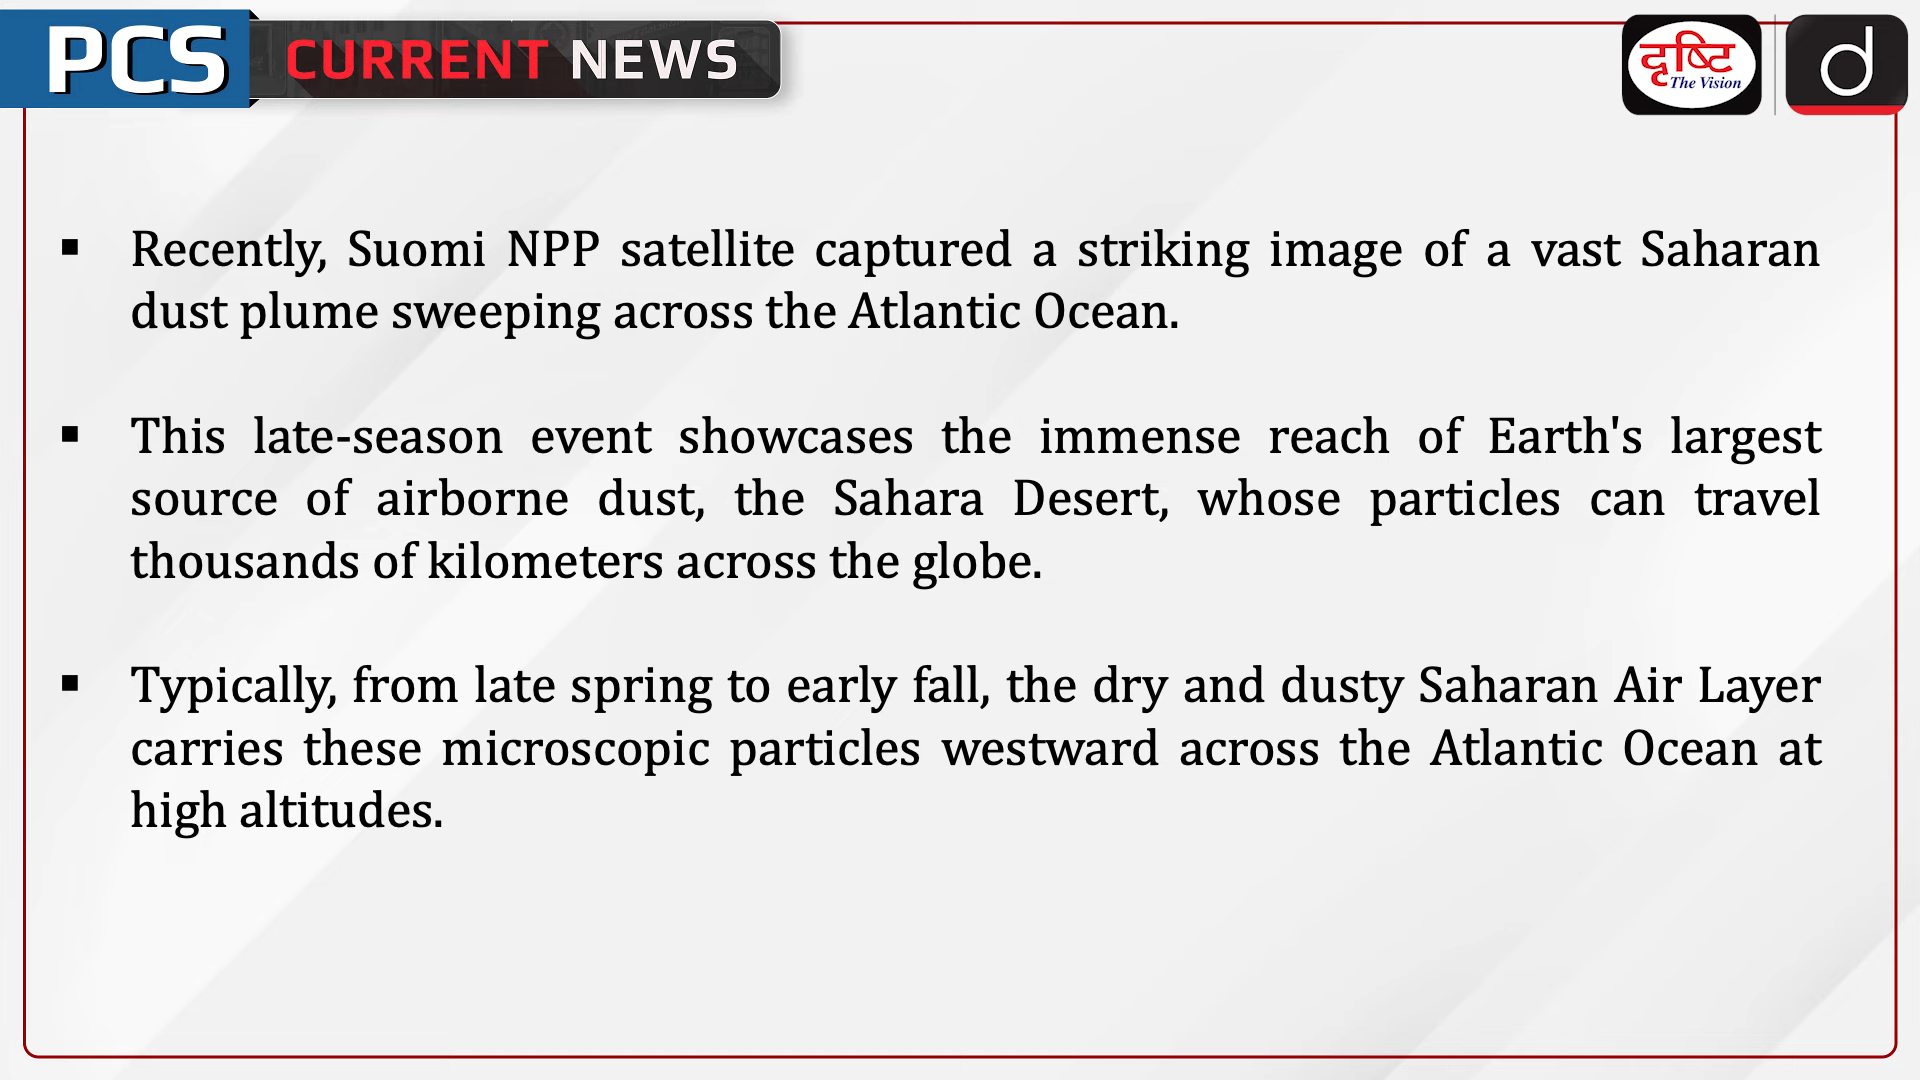 PCS CURRENT NEWS
दृष्टि
The Vision
d
▪ Recently, Suomi NPP satellite captured a striking image of a vast Saharan
dust plume sweeping across the Atlantic Ocean.
▪ This late-season event showcases the immense reach of Earth's largest
source of airborne dust, the Sahara Desert, whose particles can travel
thousands of kilometers across the globe.
▪ Typically, from late spring to early fall, the dry and dusty Saharan Air Layer
carries these microscopic particles westward across the Atlantic Ocean at
high altitudes.